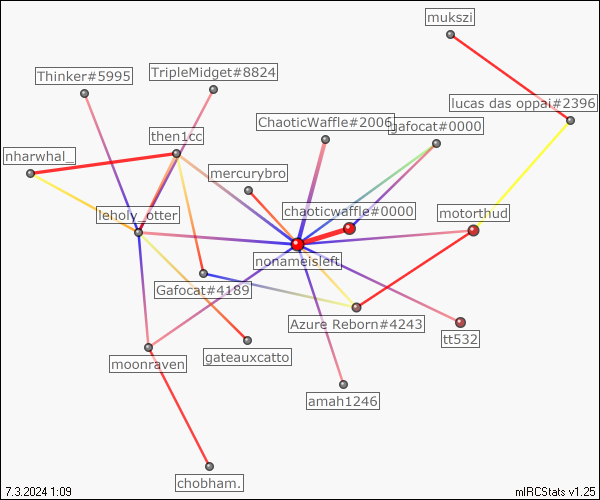 mukszi
Thinker#5995
TripleMidget#8824
lucas das oppai#2396
ChaoticWaffle#2006
gafocat#0000
then1cc
nharwhal_
mercurybro
chaoticwaffle#0000
motorthud
leholy_otter
nonameisleft
Gafocat#4189
Azure Reborn#4243
tt532
moonraven
gateauxcatto
amah1246
chobham.
7.3.2024 1:09
mIRCStats v1.25